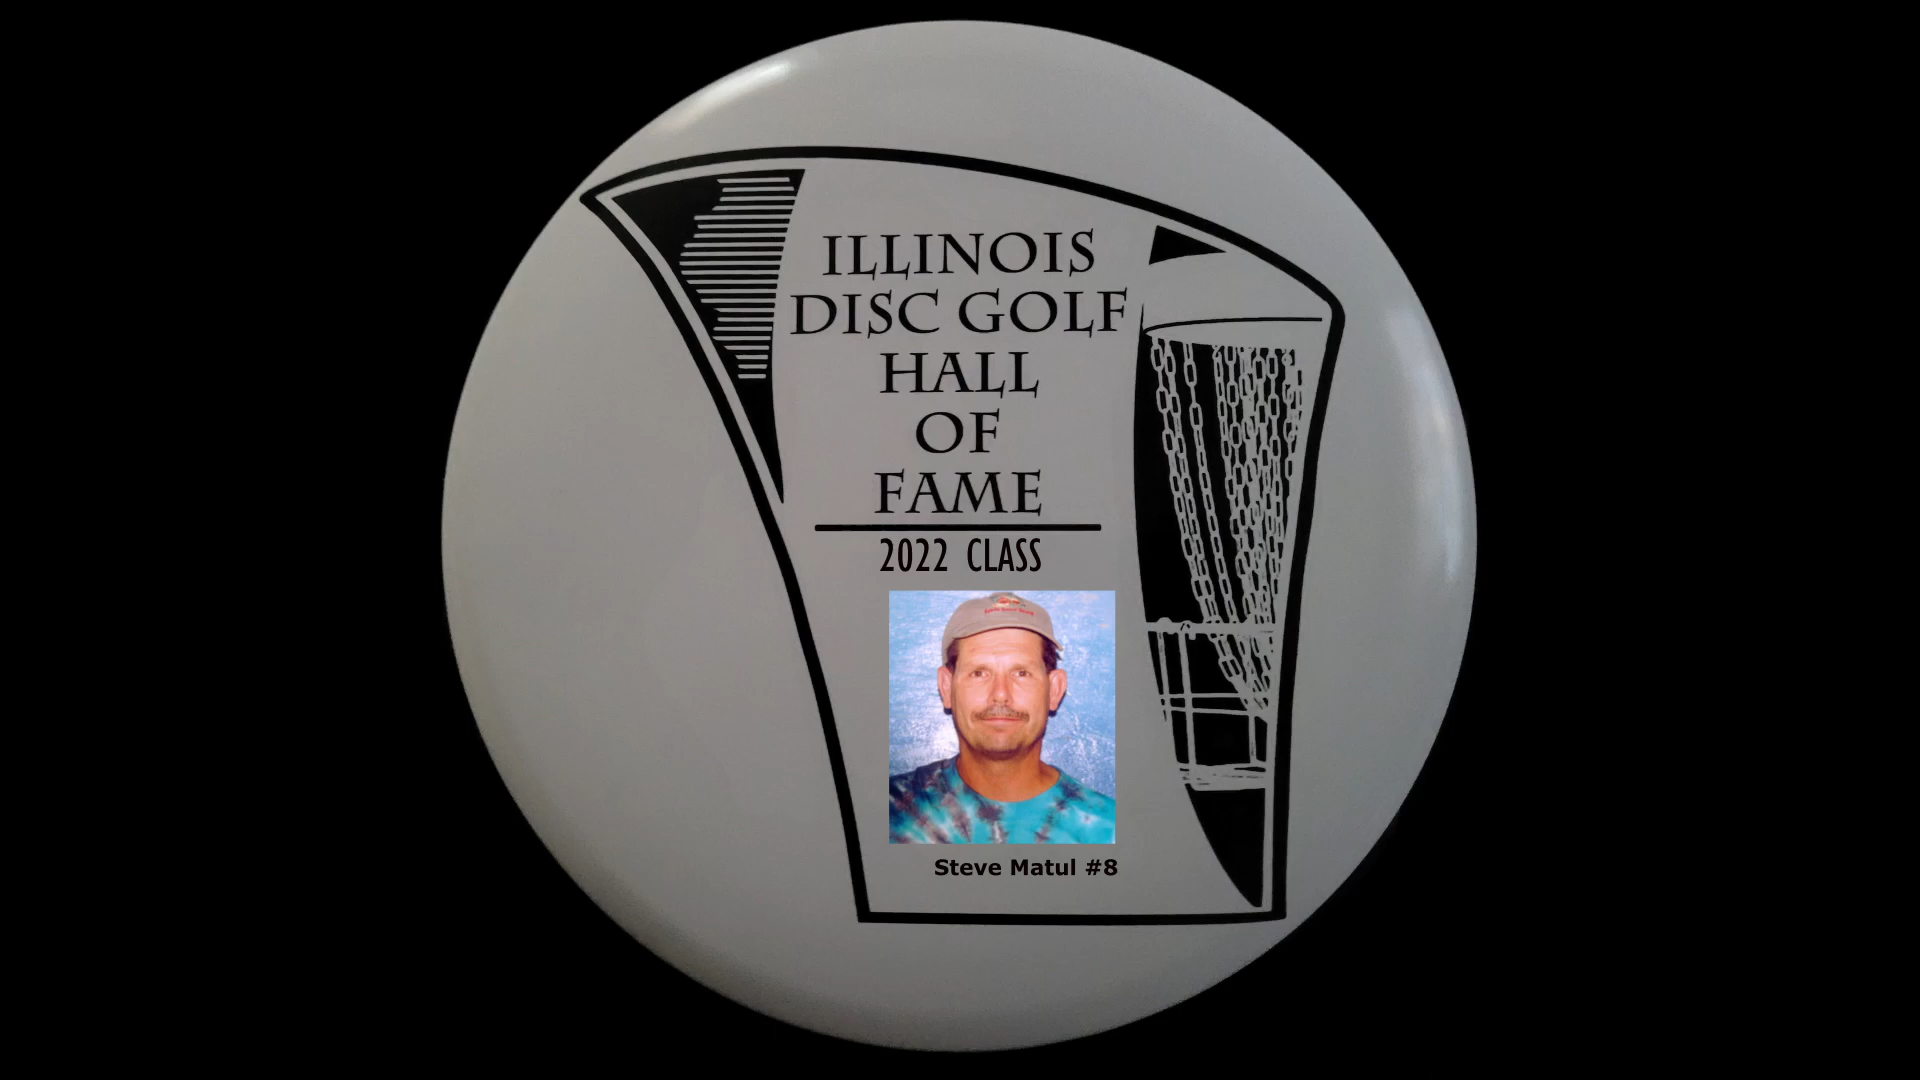 ILLINOIS
DISC GOLF
HALL
OF
FAME
2022 CLASS
Steve Matul #8